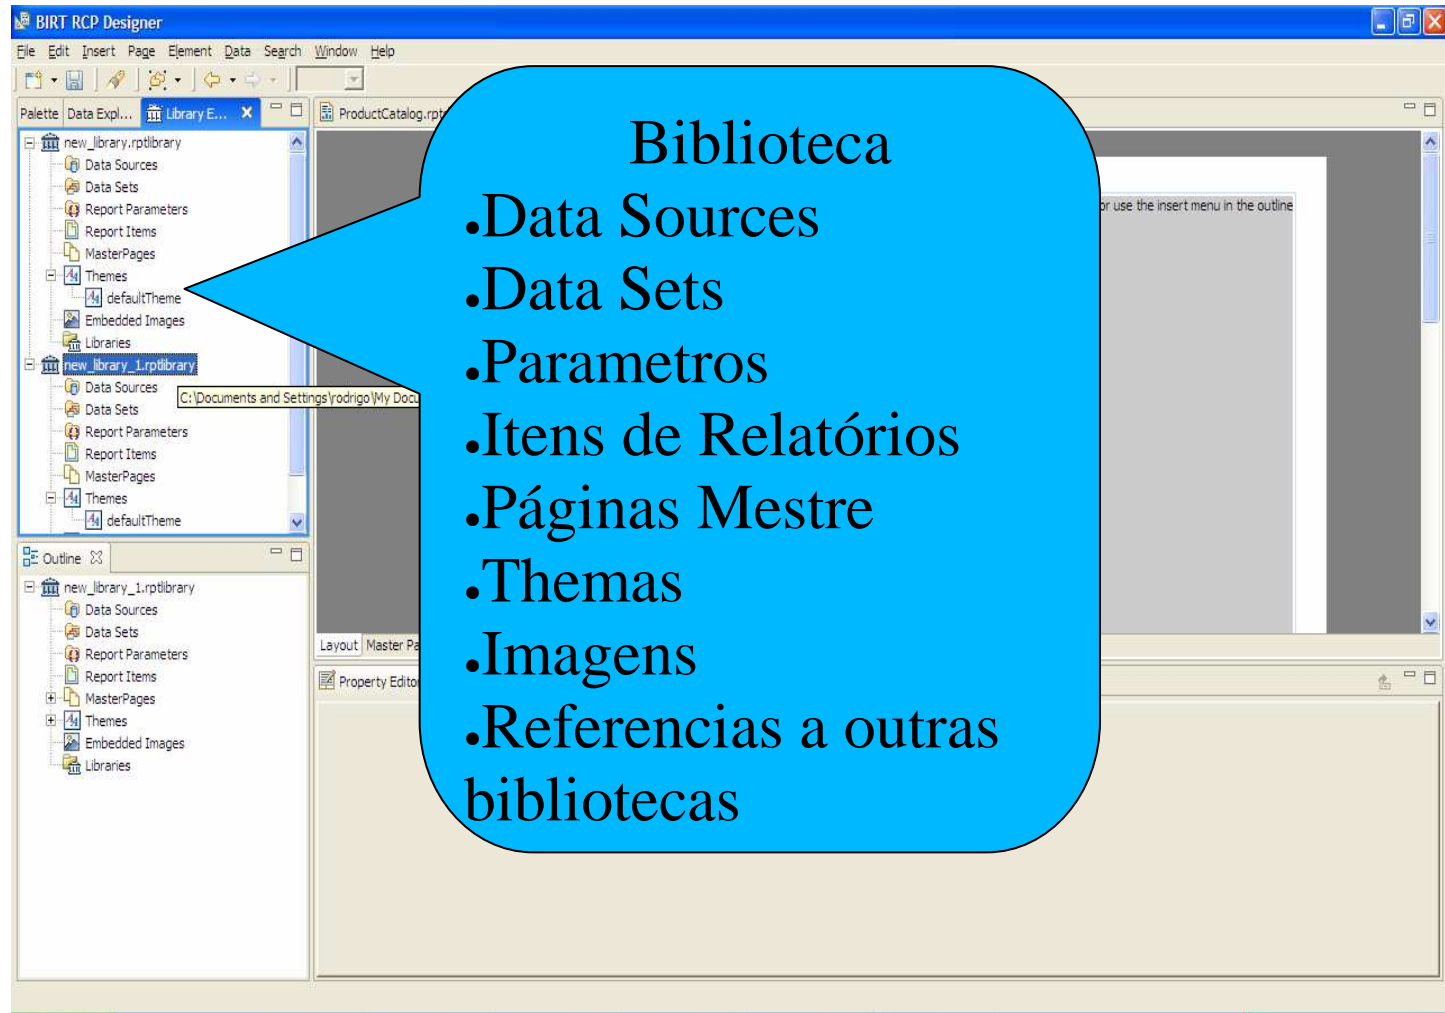 BIRT RCP Designer
File Edit Insert Page Element Data Search Window Help
Palette Data Expl... Library E...
ProductCatalog.rpt
new_library.rptlibrary
Data Sources
Data Sets
Report Parameters
Report Items
MasterPages
Themes
defaultTheme
Embedded Images
Libraries
new_library_1.rptlibrary
Data Sources
C:\Documents and Settings\rodrigo\My Docu
Data Sets
Report Parameters
Report Items
MasterPages
Themes
defaultTheme
Outline
new_library_1.rptlibrary
Data Sources
Data Sets
Report Parameters
Report Items
MasterPages
Themes
Embedded Images
Libraries
or use the insert menu in the outline
Layout Master Pa
Property Editor
Biblioteca
●Data Sources
●Data Sets
●Parametros
●Itens de Relatórios
●Páginas Mestre
●Themas
●Imagens
●Referencias a outras
bibliotecas